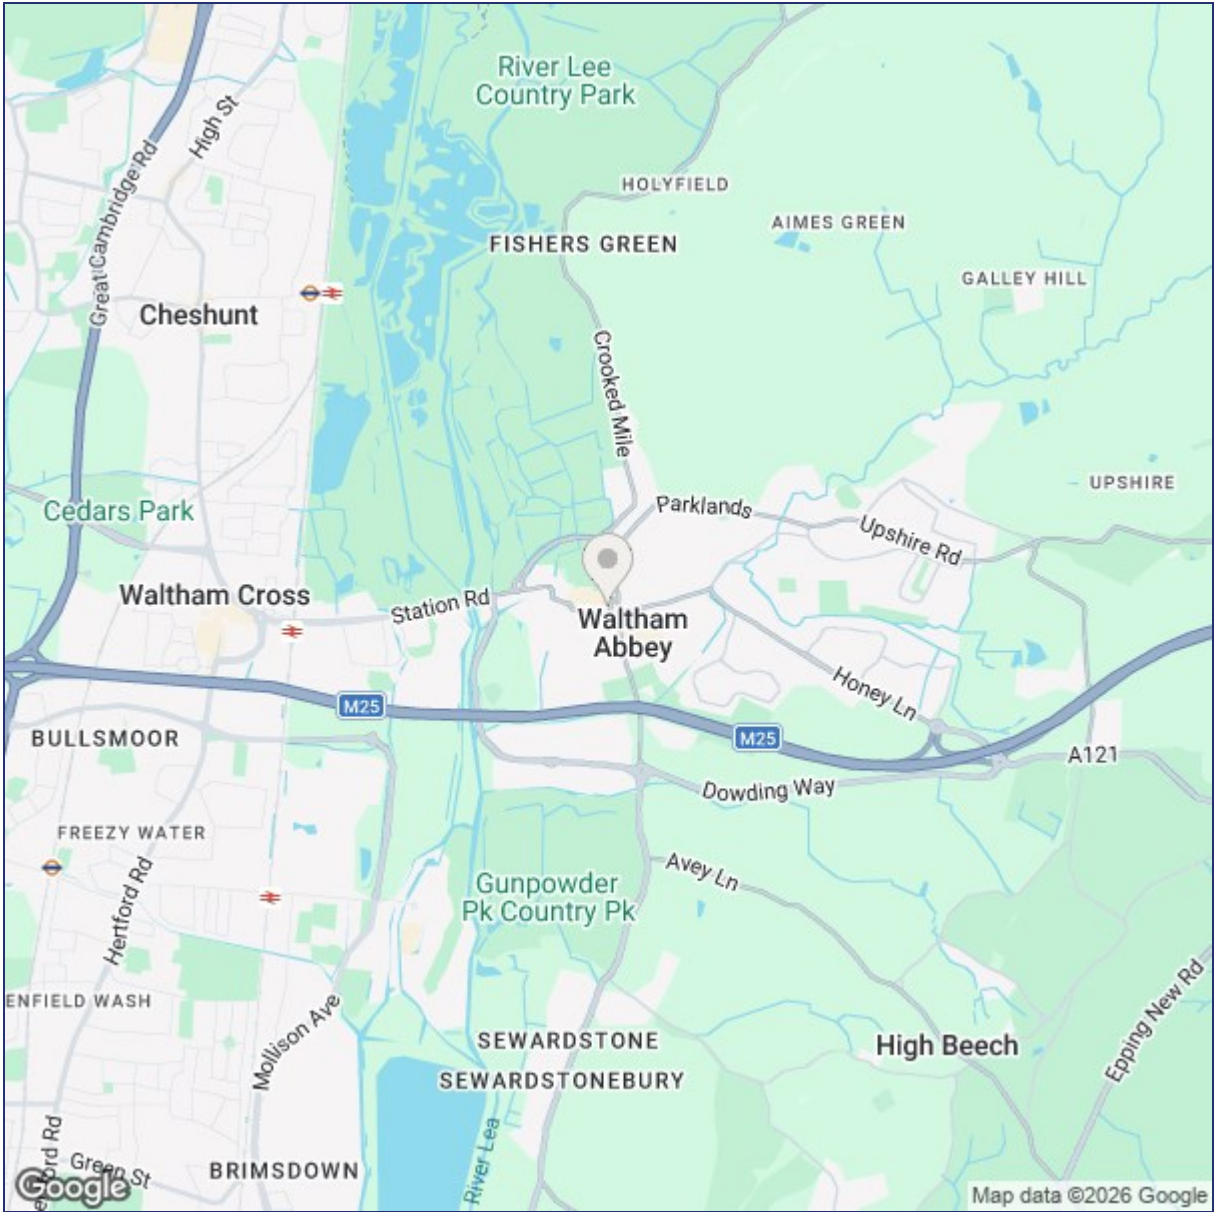 River Lee
Country Park
High St
Great Cambridge Rd
HOLYFIELD
AIMES GREEN
FISHERS GREEN
GALLEY HILL
Cheshunt
Crooked Mile
UPSHIRE
Cedars Park
Parklands
Upshire Rd
Waltham Cross
Station Rd
Waltham
Abbey
Honey Ln
M25
M25
BULLSMOOR
A121
Dowding Way
FREEZY WATER
Avey Ln
Gunpowder
Pk Country Pk
Hertford Rd
ENFIELD WASH
Mollison Ave
SEWARDSTONE
High Beech
Epping New Rd
SEWARDSTONEBURY
River Lea
Green St
BRIMSDOWN
Google
Map data ©2026 Google